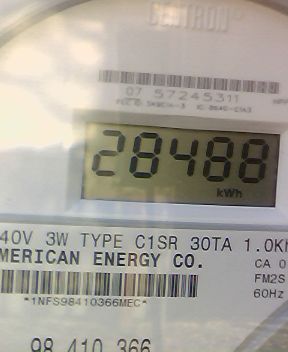 CENTRON
07 57245311
28488
kWh
40V 3W TYPE C1SR 30TA 1.0Kh
MERICAN ENERGY CO.
CA 0
FM2S
60Hz
*1NFS98410366MEC*
98 410 366